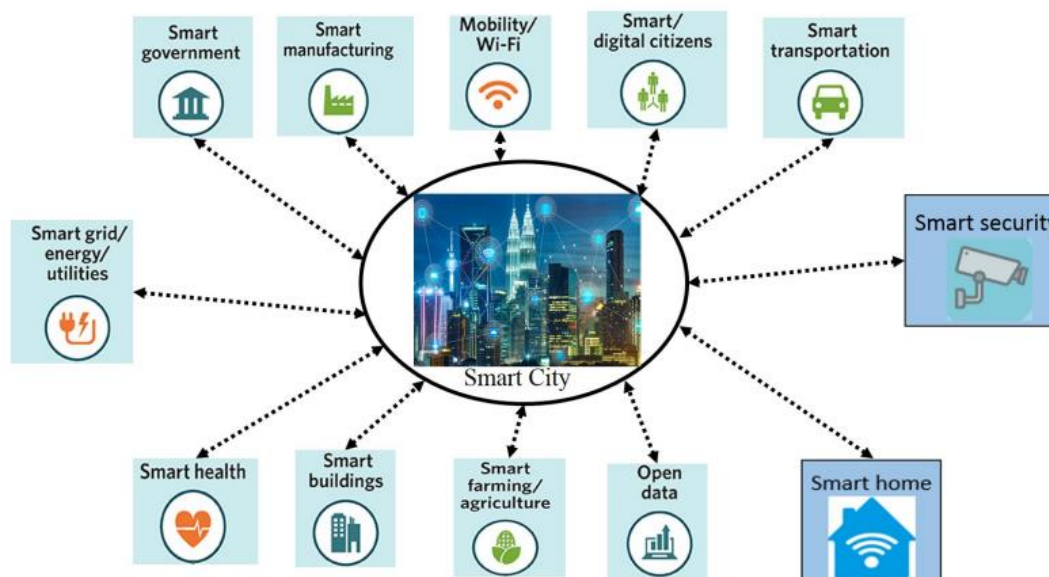 Smart
government
Smart
manufacturing
Mobility/
Wi-Fi
Smart/
digital citizens
Smart
transportation
Smart grid/
energy/
utilities
Smart security
Smart City
Smart health
Smart
buildings
Smart
farming/
agriculture
Open
data
Smart home